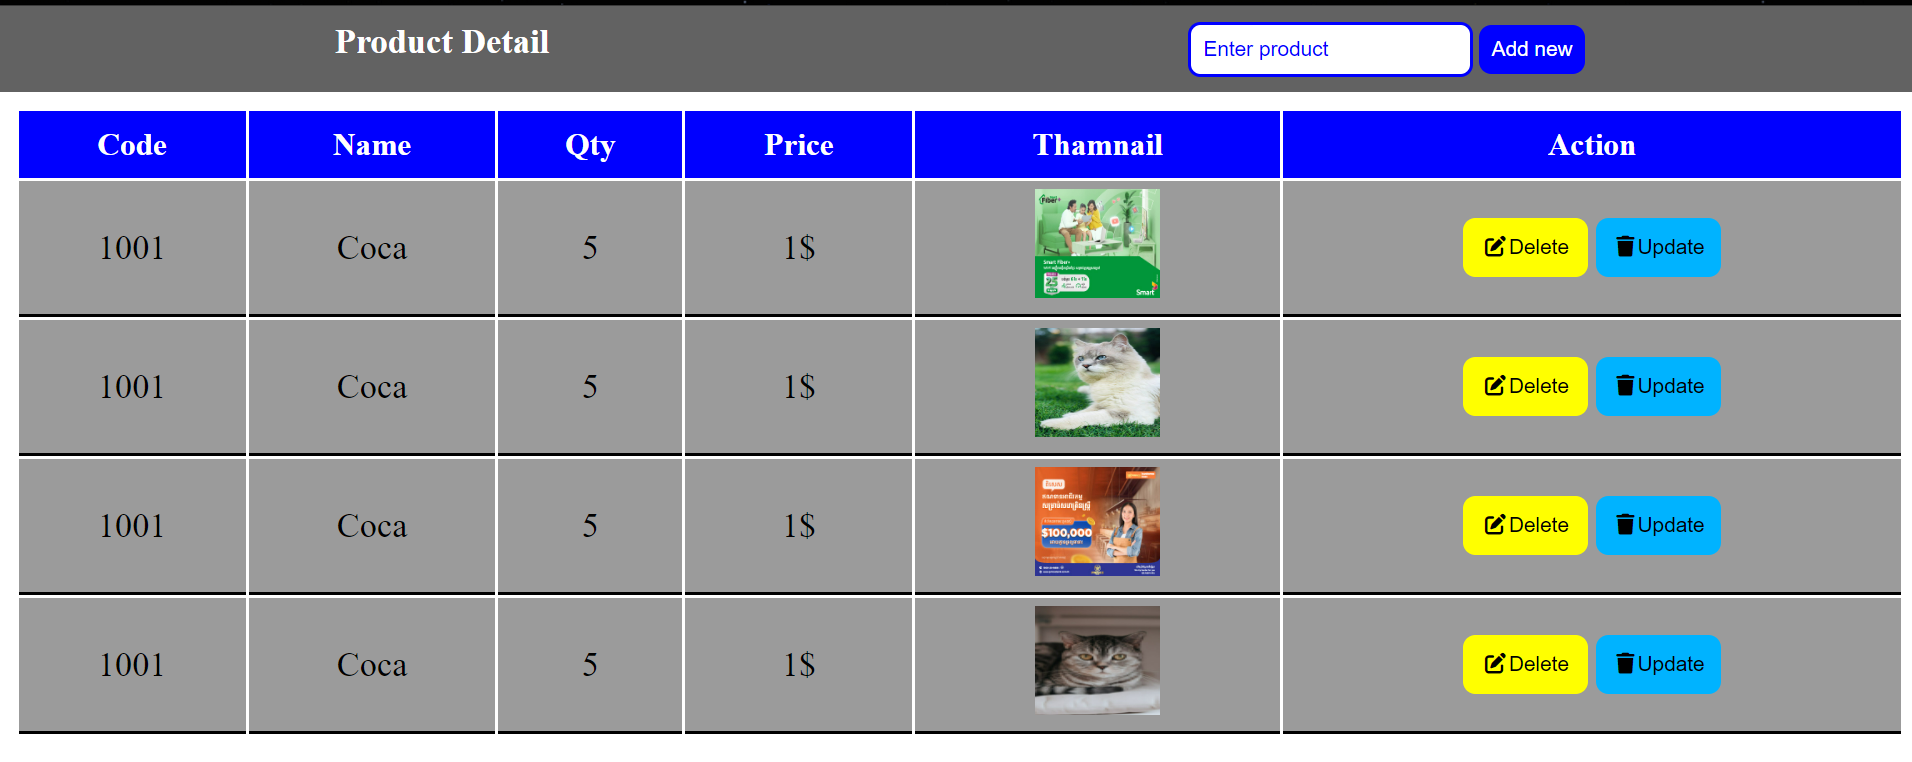 Product Detail
Enter product
Add new
Code Name Qty Price Thamnail Action
1001 Coca 5 1$ Delete Update
Fiber+
Smart Fiber+
25
Smart
1001 Coca 5 1$ Delete Update
1001 Coca 5 1$ Delete Update
$100,000
1001 Coca 5 1$ Delete Update